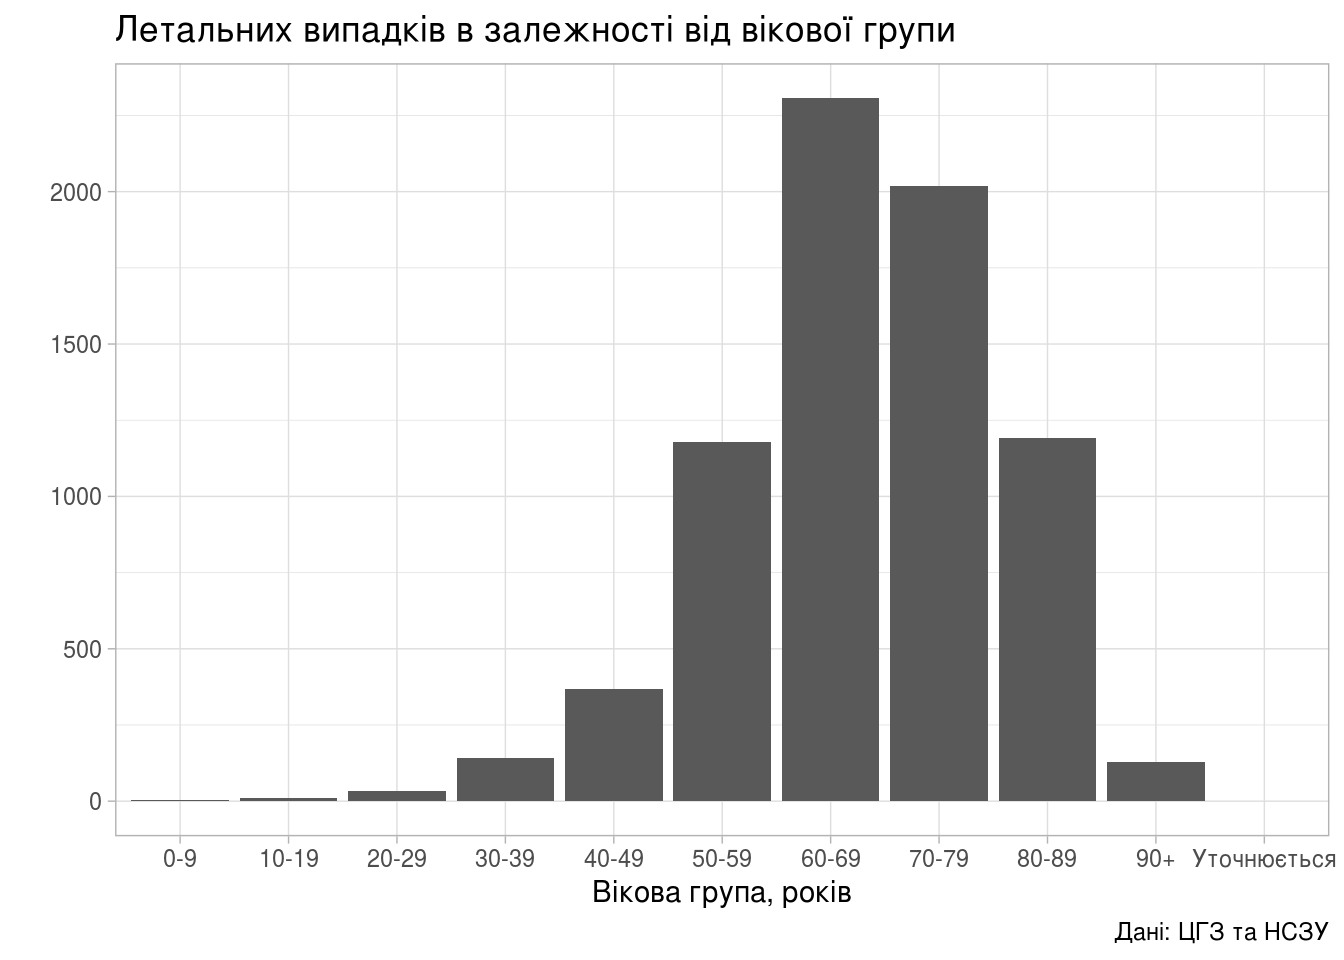 Летальних випадків в залежності від вікової групи
2000
1500
1000
500
0
0-9 10-19 20-29 30-39 40-49 50-59 60-69 70-79 80-89 90+ Уточнюється
Вікова група, років
Дані: ЦГЗ та НСЗУ